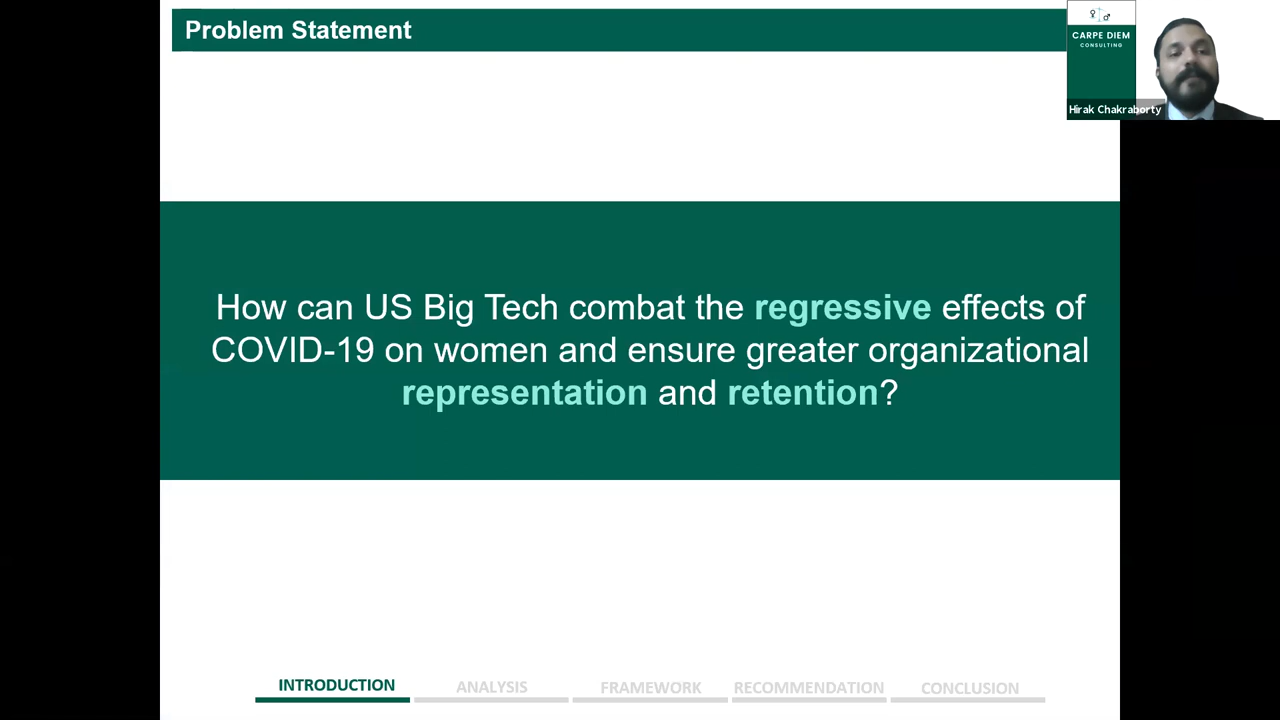 Problem Statement
CARPE DIEM
CONSULTING
Hirak Chakraborty
How can US Big Tech combat the regressive effects of
COVID-19 on women and ensure greater organizational
representation and retention?
INTRODUCTION
ANALYSIS
FRAMEWORK
RECOMMENDATION
CONCLUSION